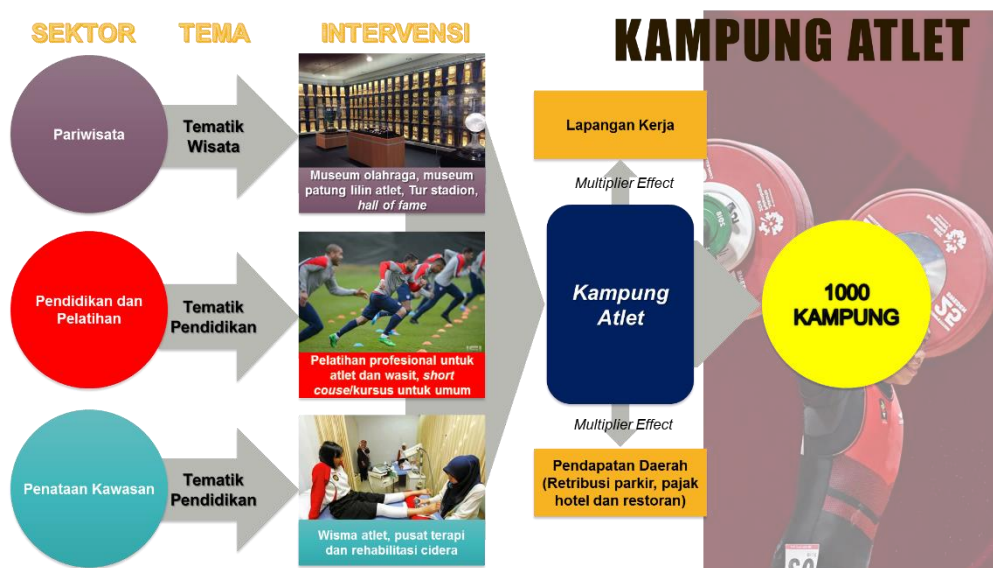 SEKTOR
TEMA
INTERVENSI
KAMPUNG ATLET
Pariwisata
Tematik
Wisata
Museum olahraga, museum
patung lilin atlet, Tur stadion,
hall of fame
Pendidikan dan
Pelatihan
Tematik
Pendidikan
Pelatihan profesional untuk
atlet dan wasit, short
couse/kursus untuk umum
Penataan Kawasan
Tematik
Pendidikan
Wisma atlet, pusat terapi
dan rehabilitasi cidera
Lapangan Kerja
Multiplier Effect
Kampung
Atlet
Multiplier Effect
Pendapatan Daerah
(Retribusi parkir, pajak
hotel dan restoran)
1000
KAMPUNG